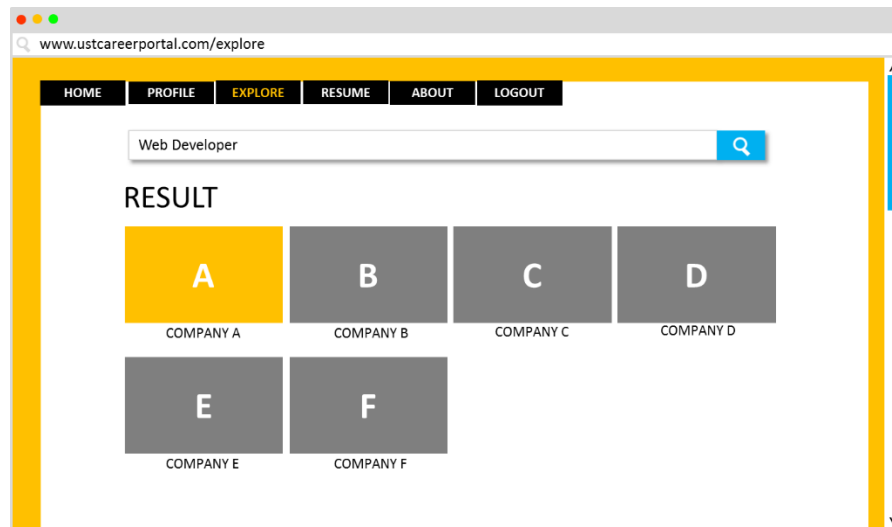 www.ustcareerportal.com/explore
HOME PROFILE EXPLORE RESUME ABOUT LOGOUT
Web Developer
RESULT
A B C D
COMPANY A COMPANY B COMPANY C COMPANY D
E F
COMPANY E COMPANY F